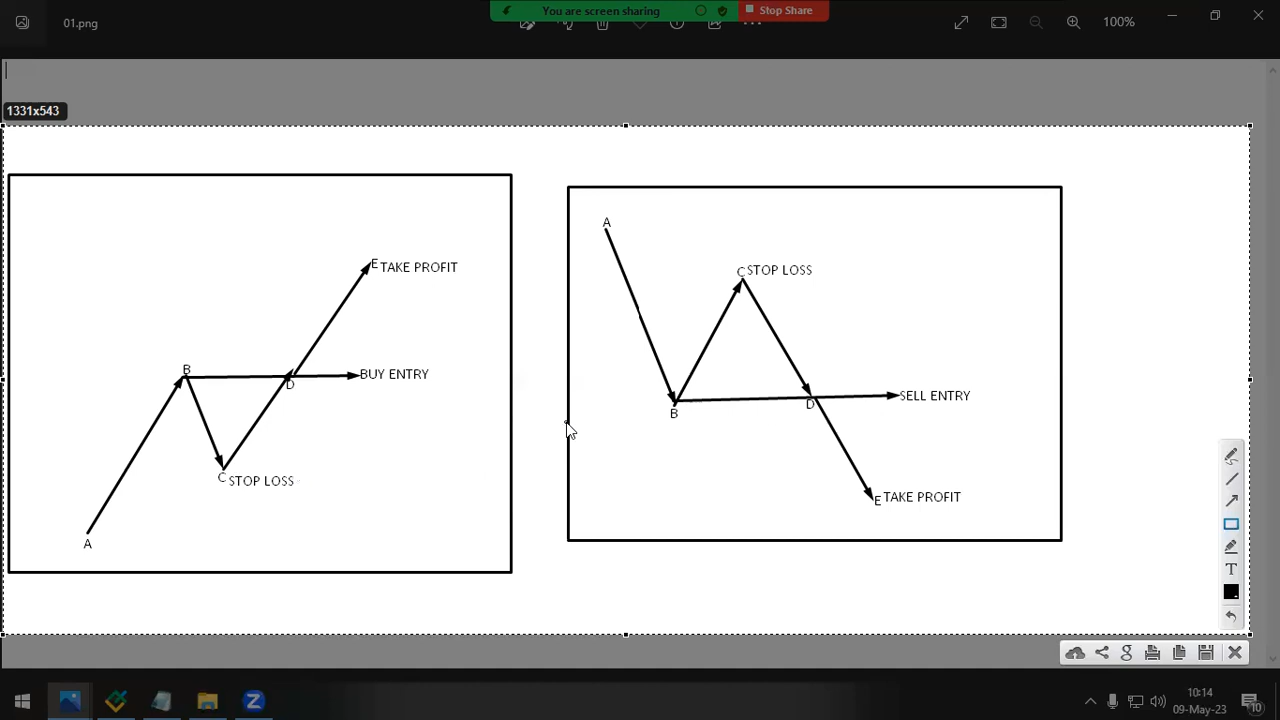 01.png
You are screen sharing
Stop Share
100%
1331x543
E TAKE PROFIT
B
BUY ENTRY
D
C STOP LOSS
A
A
C STOP LOSS
SELL ENTRY
D
B
E TAKE PROFIT
T
g
Z
10:14
09-May-23
10